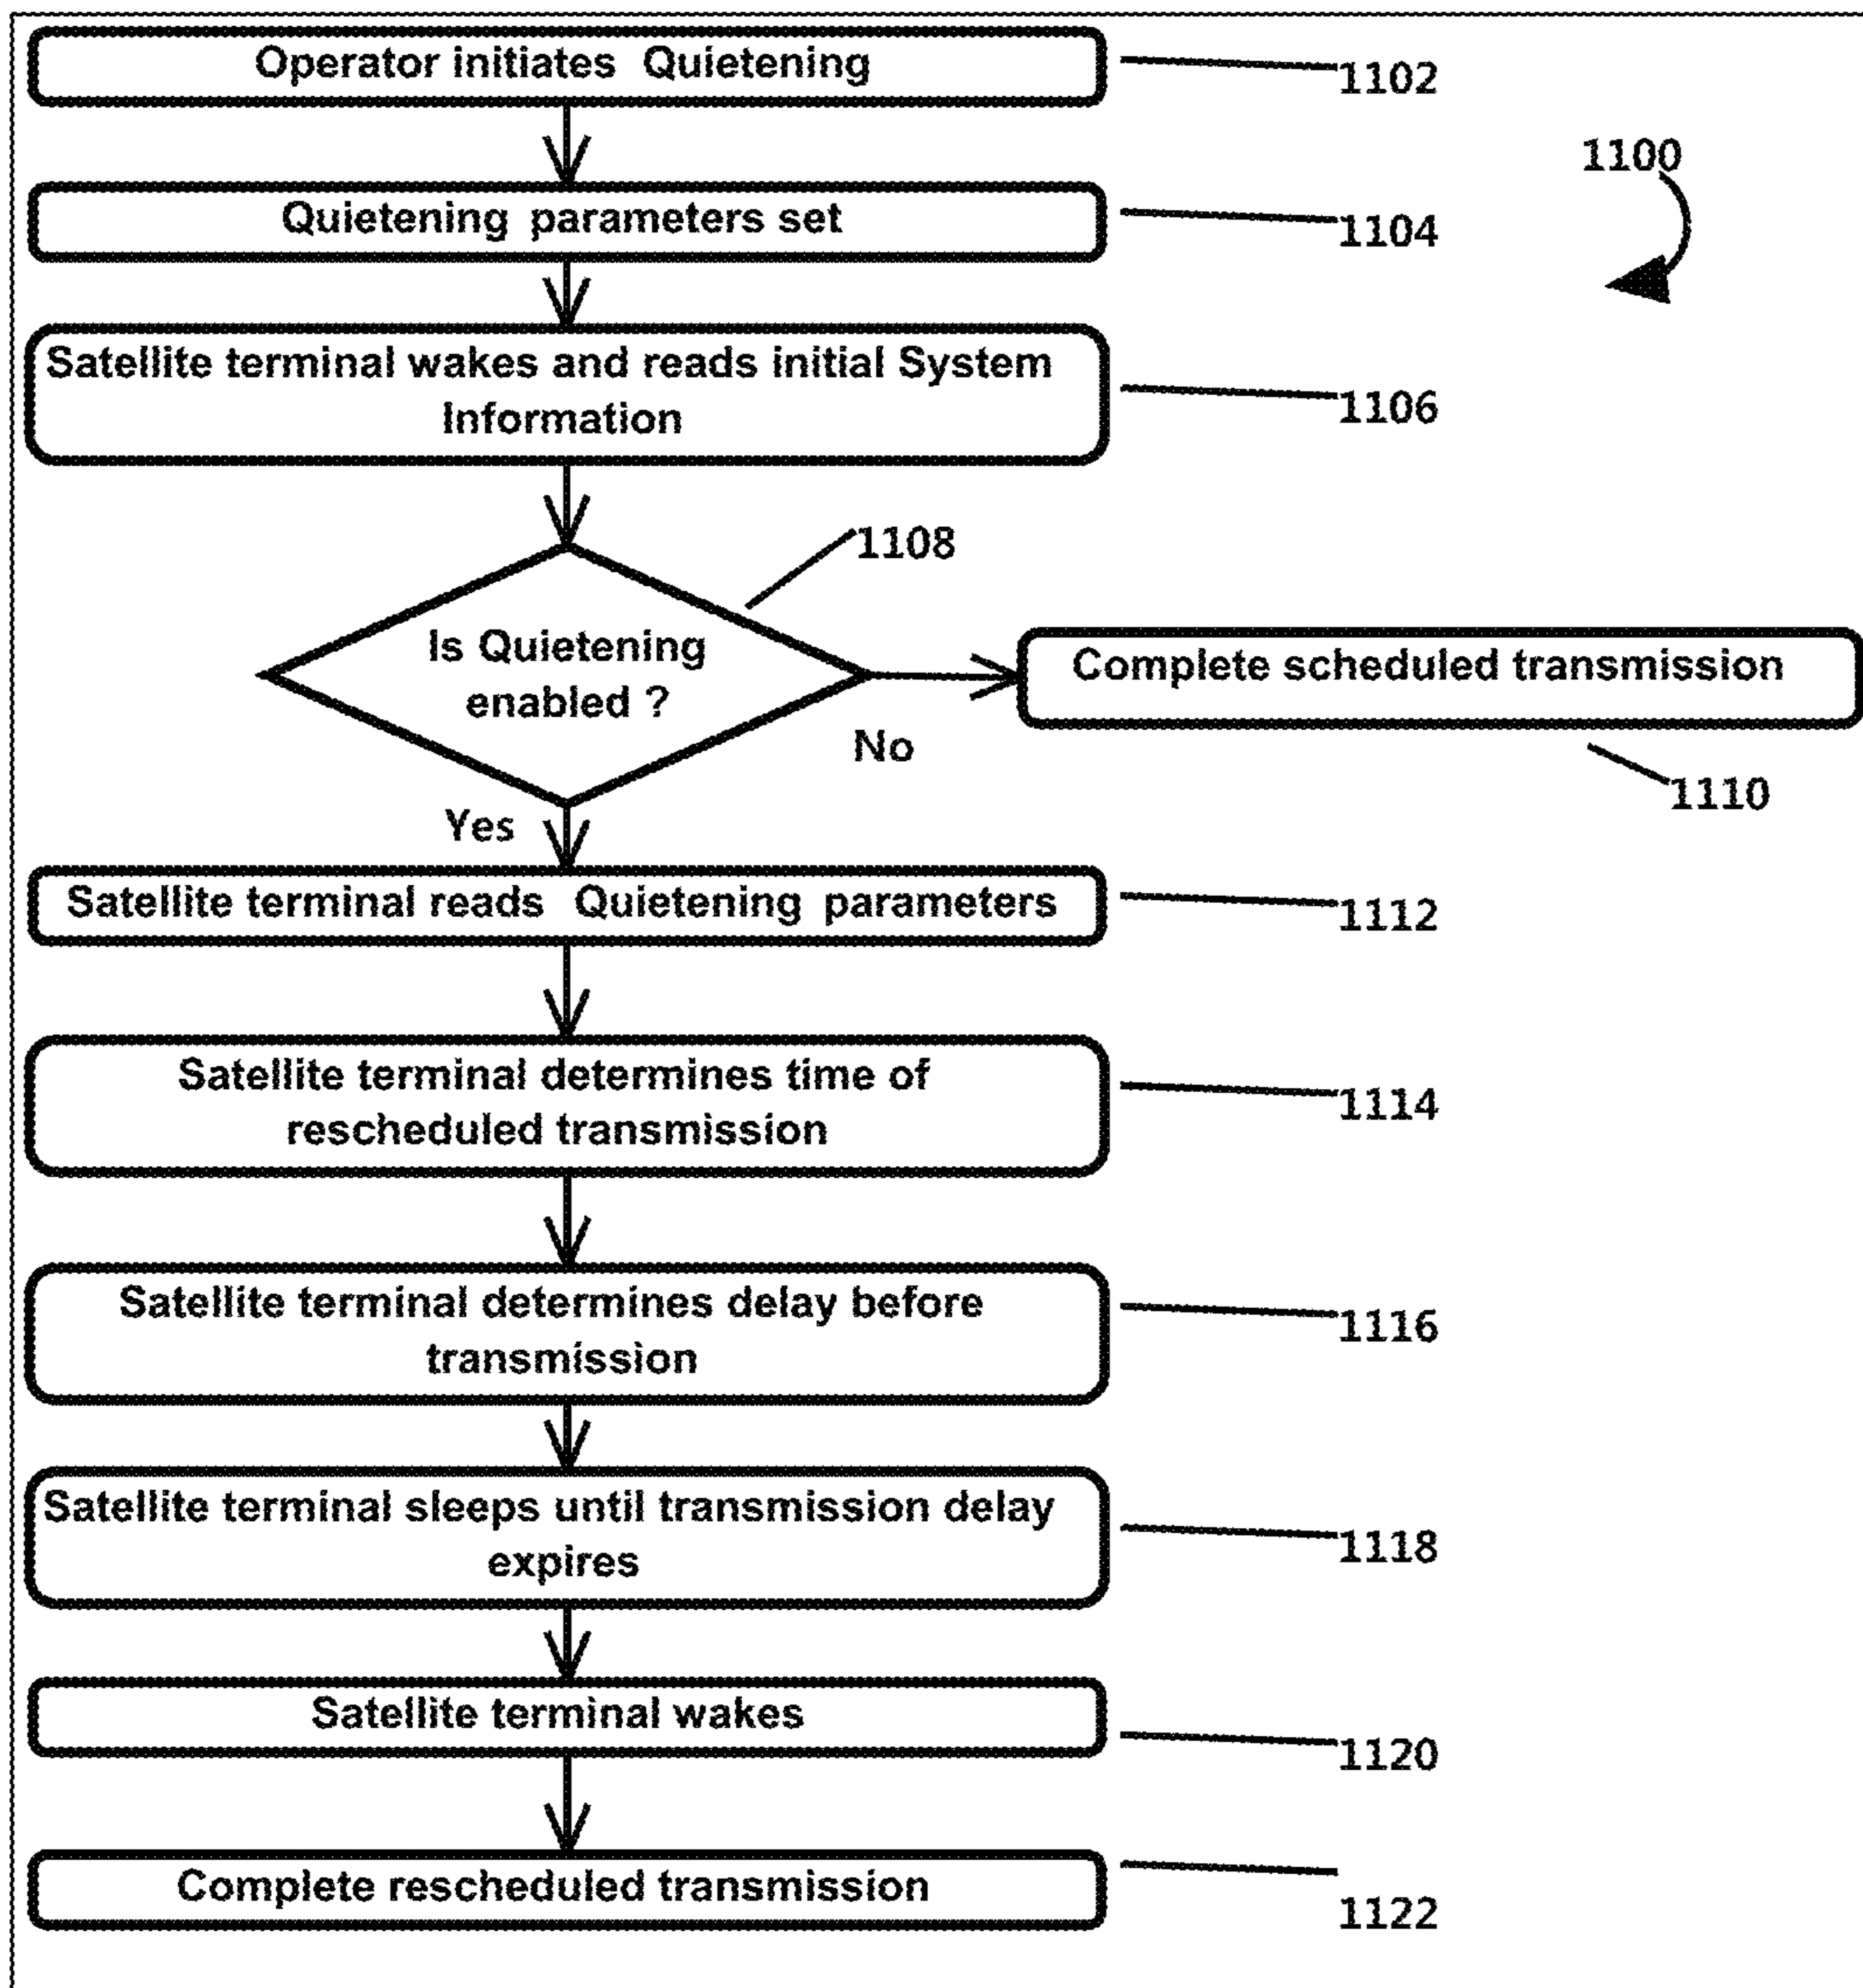 Operator initiates Quietening
1102
1100
Quietening parameters set
1104
Satellite terminal wakes and reads initial System
Information
1106
1108
Is Quietening
enabled ?
Complete scheduled transmission
No
1110
Yes
Satellite terminal reads Quietening parameters
1112
Satellite terminal determines time of
rescheduled transmission
1114
Satellite terminal determines delay before
transmission
1116
Satellite terminal sleeps until transmission delay
expires
1118
Satellite terminal wakes
1120
Complete rescheduled transmission
1122